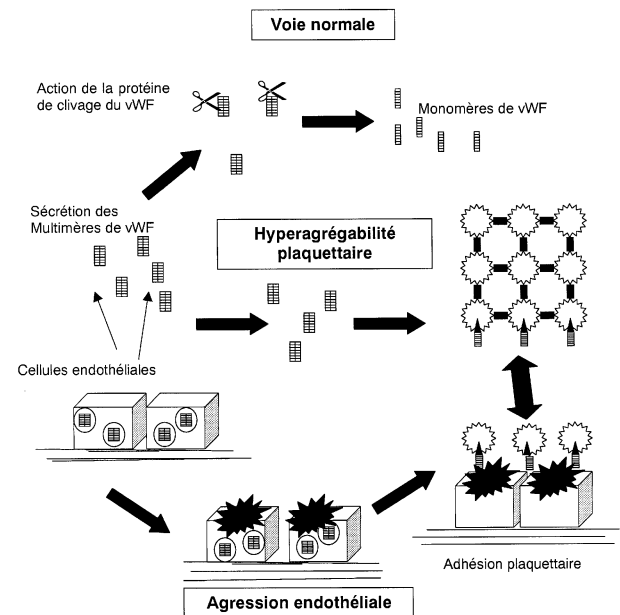 Voie normale
Action de la protéine
de clivage du vWF
Monomères de vWF
Sécrétion des
Multimères de vWF
Hyperagrégabilité
plaquettaire
Cellules endothéliales
Adhésion plaquettaire
Agression endothéliale